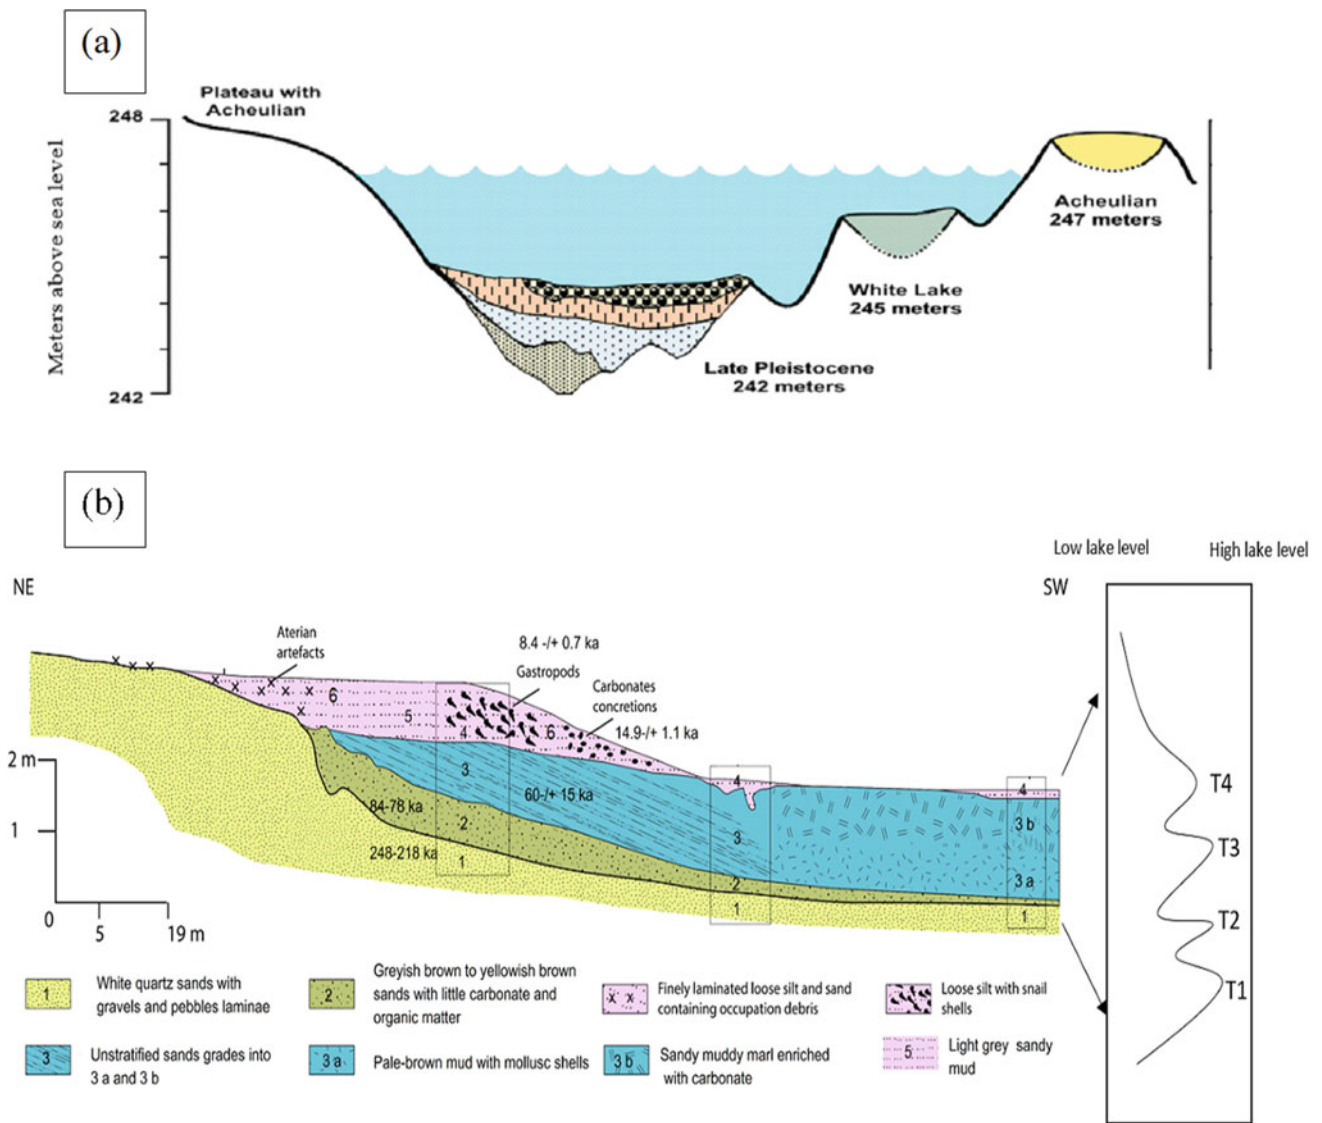 (a)
Plateau with
Acheulian
248
Meters above sea level
242
Acheulian
247 meters
White Lake
245 meters
Late Pleistocene
242 meters
(b)
Low lake level
High lake level
NE
SW
Aterian
artefacts
8.4 -/+ 0.7 ka
Gastropods
Carbonates
concretions
14.9-/+ 1.1 ka
6
5
4
6
3
60-/+ 15 ka
84-78 ka
2
248-218 ka
1
4
3
2
1
4
3 b
3 a
1
2 m
1
0
5
19 m
T4
T3
T2
T1
1
White quartz sands with
gravels and pebbles laminae
2
Greyish brown to yellowish brown
sands with little carbonate and
organic matter
x x
Finely laminated loose silt and sand
containing occupation debris
Loose silt with snail
shells
3
Unstratified sands grades into
3 a and 3 b
3 a
Pale-brown mud with mollusc shells
3 b
Sandy muddy marl enriched
with carbonate
5
Light grey sandy
mud